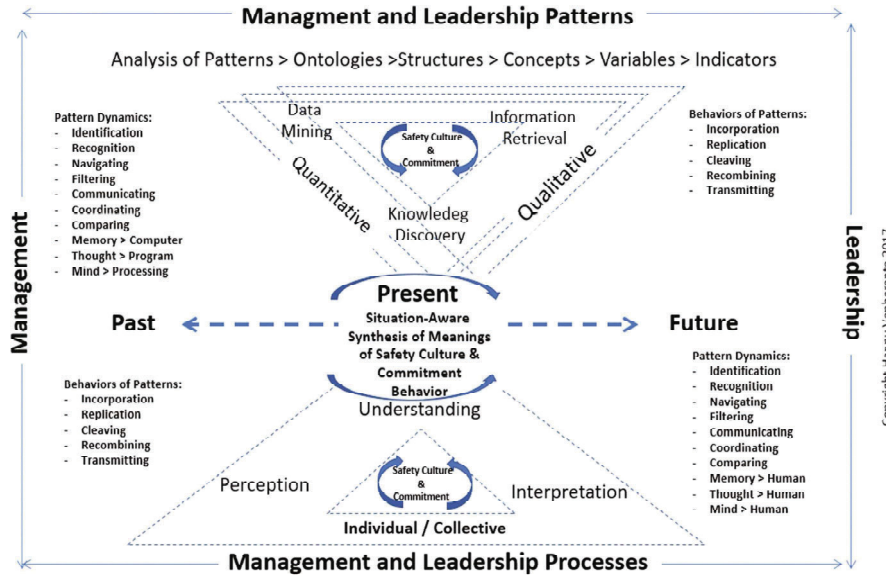 Managment and Leadership Patterns
Analysis of Patterns > Ontologies >Structures > Concepts > Variables > Indicators
Pattern Dynamics:
- Identification
- Recognition
- Navigating
- Filtering
- Communicating
- Coordinating
- Comparing
- Memory > Computer
- Thought > Program
- Mind > Processing
Data
Mining
Information
Retrieval
Safety Culture
&
Commitment
Quantitative
Qualitative
Knowledeg
Discovery
Behaviors of Patterns:
- Incorporation
- Replication
- Cleaving
- Recombining
- Transmitting
Management
Leadership
Past
Present
Situation-Aware
Synthesis of Meanings
of Safety Culture &
Commitment
Behavior
Future
Behaviors of Patterns:
- Incorporation
- Replication
- Cleaving
- Recombining
- Transmitting
Understanding
Perception
Safety Culture
&
Commitment
Interpretation
Individual / Collective
Pattern Dynamics:
- Identification
- Recognition
- Navigating
- Filtering
- Communicating
- Coordinating
- Comparing
- Memory > Human
- Thought > Human
- Mind > Human
Management and Leadership Processes
2017